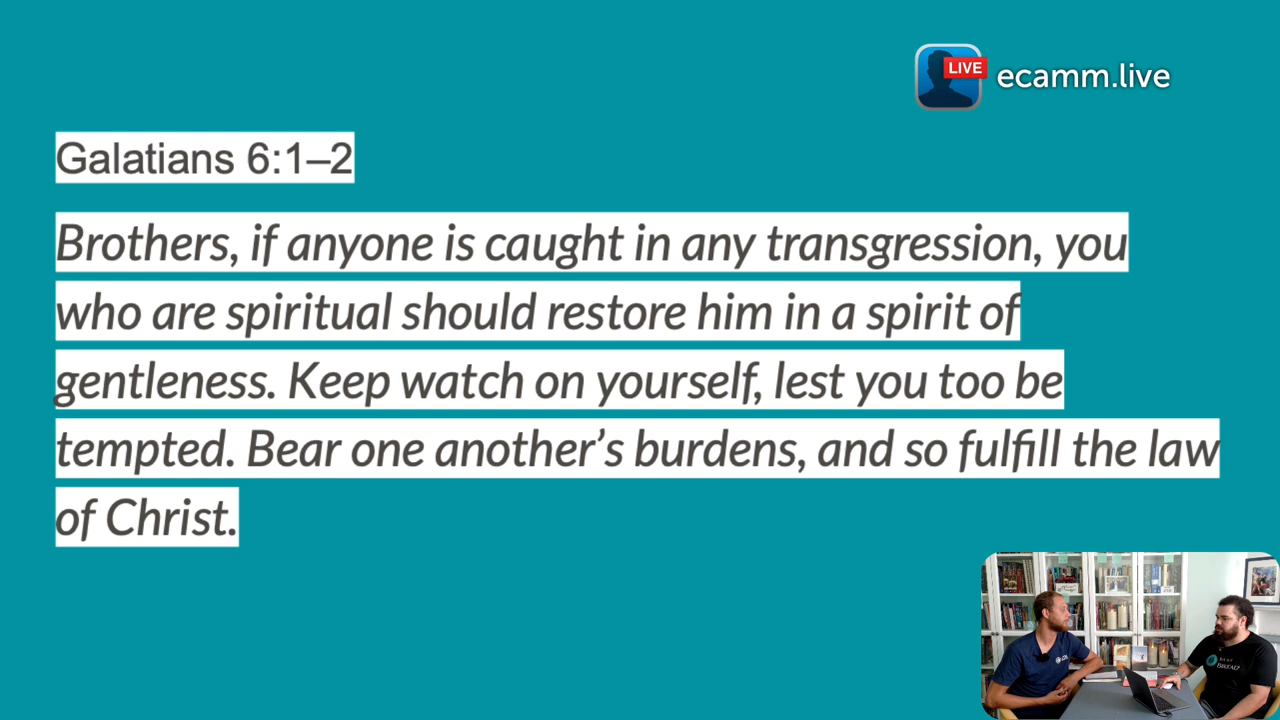 LIVE ecamm.live
Galatians 6:1–2
Brothers, if anyone is caught in any transgression, you
who are spiritual should restore him in a spirit of
gentleness. Keep watch on yourself, lest you too be
tempted. Bear one another’s burdens, and so fulfill the law
of Christ.